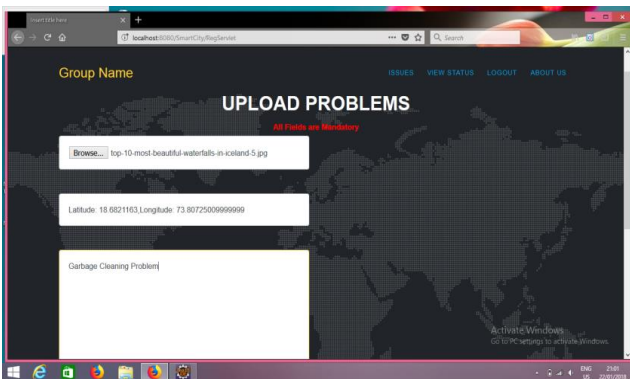 Insert title here
localhost:8080/SmartCity/RegServlet
Search
Group Name
ISSUES VIEW STATUS LOGOUT ABOUT US
UPLOAD PROBLEMS
All Fields are Mandatory
Browse... top-10-most-beautiful-waterfalls-in-iceland-5.jpg
Latitude: 18.6821163,Longitude: 73.80725009999999
Garbage Cleaning Problem
Activate Windows
Go to PC settings to activate Windows.
ENG 21:01
US 22/01/2018